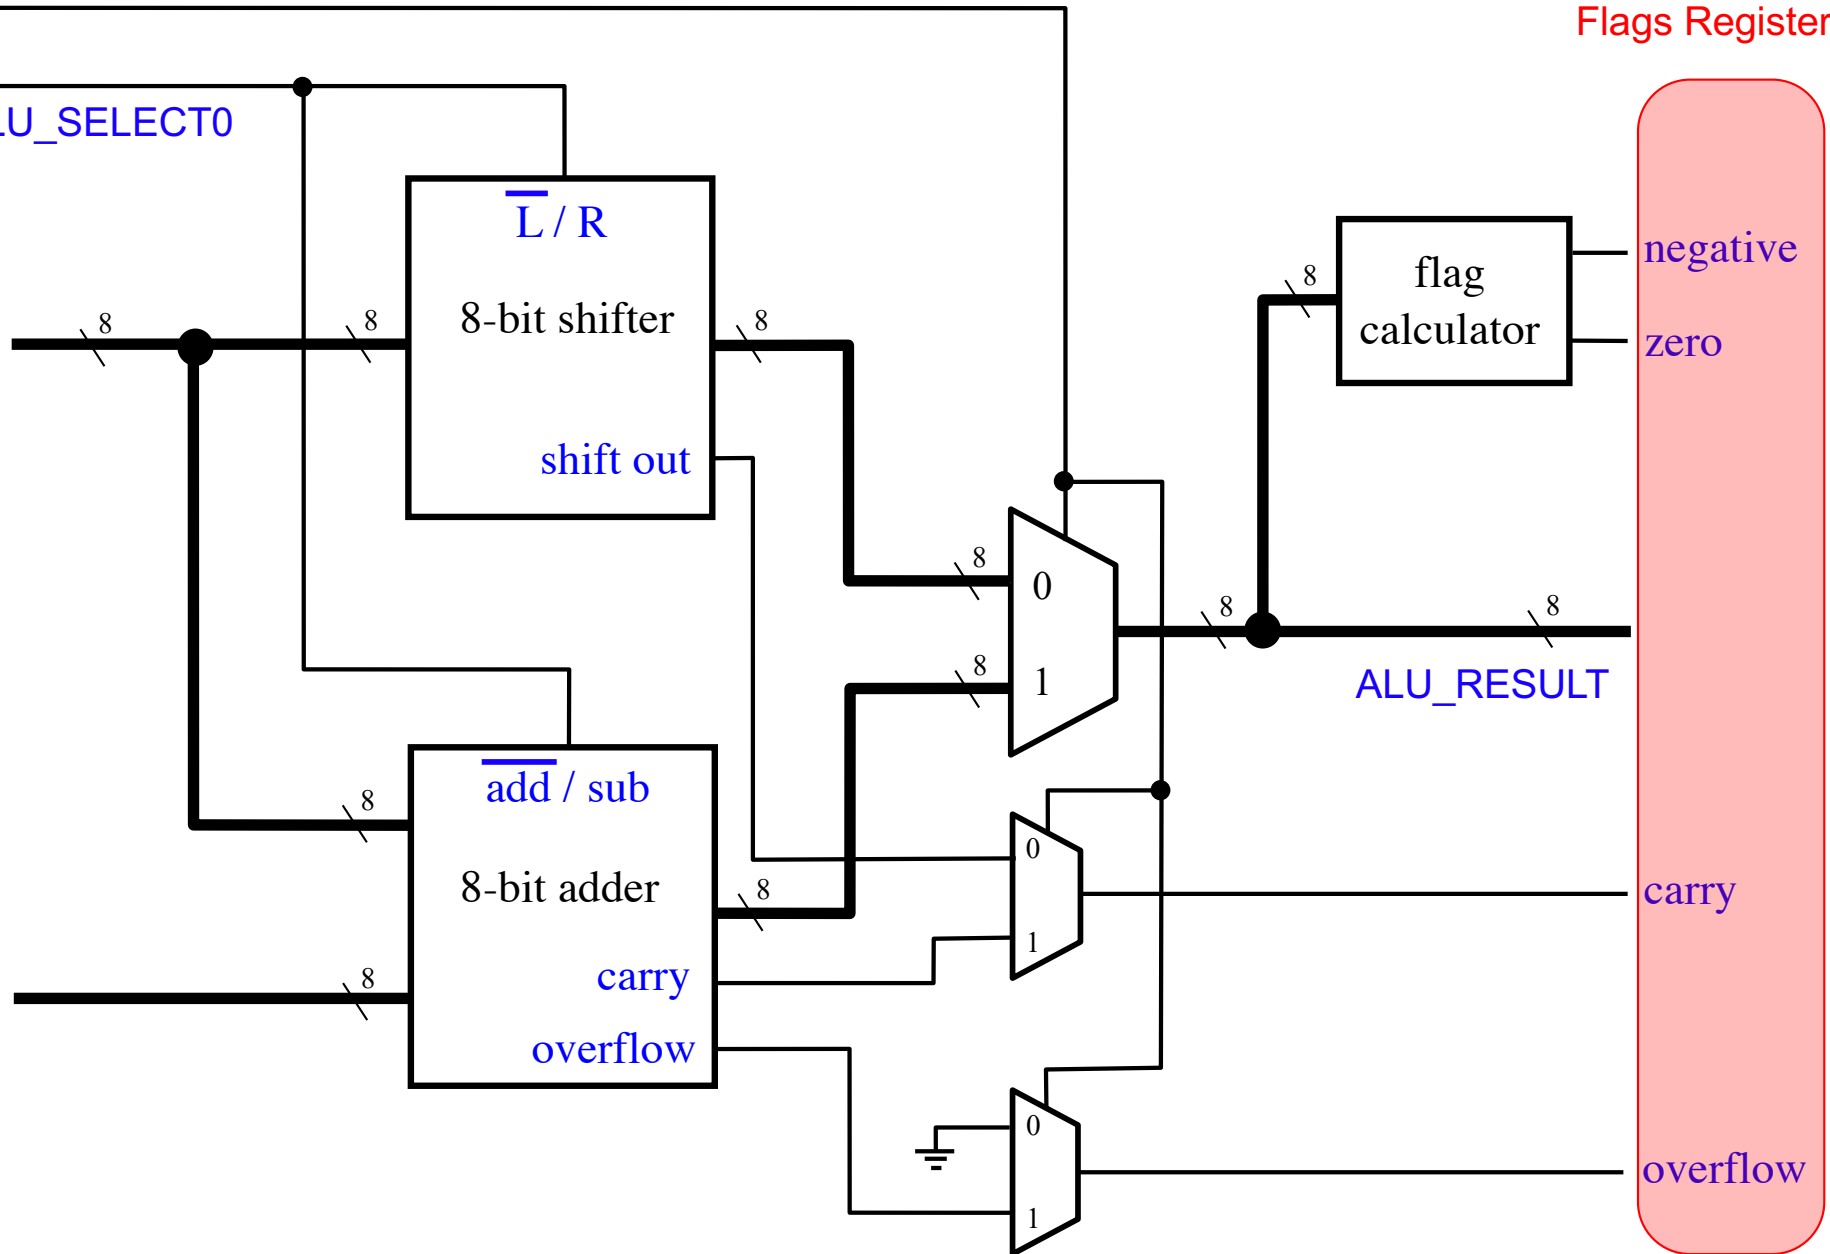 Flags Register
LU_SELECT0
L / R
8-bit shifter
shift out
8
8
8
flag
calculator
8
negative
zero
8
0
8
1
8
8
ALU_RESULT
add / sub
8-bit adder
carry
overflow
8
8
8
0
1
carry
0
1
overflow